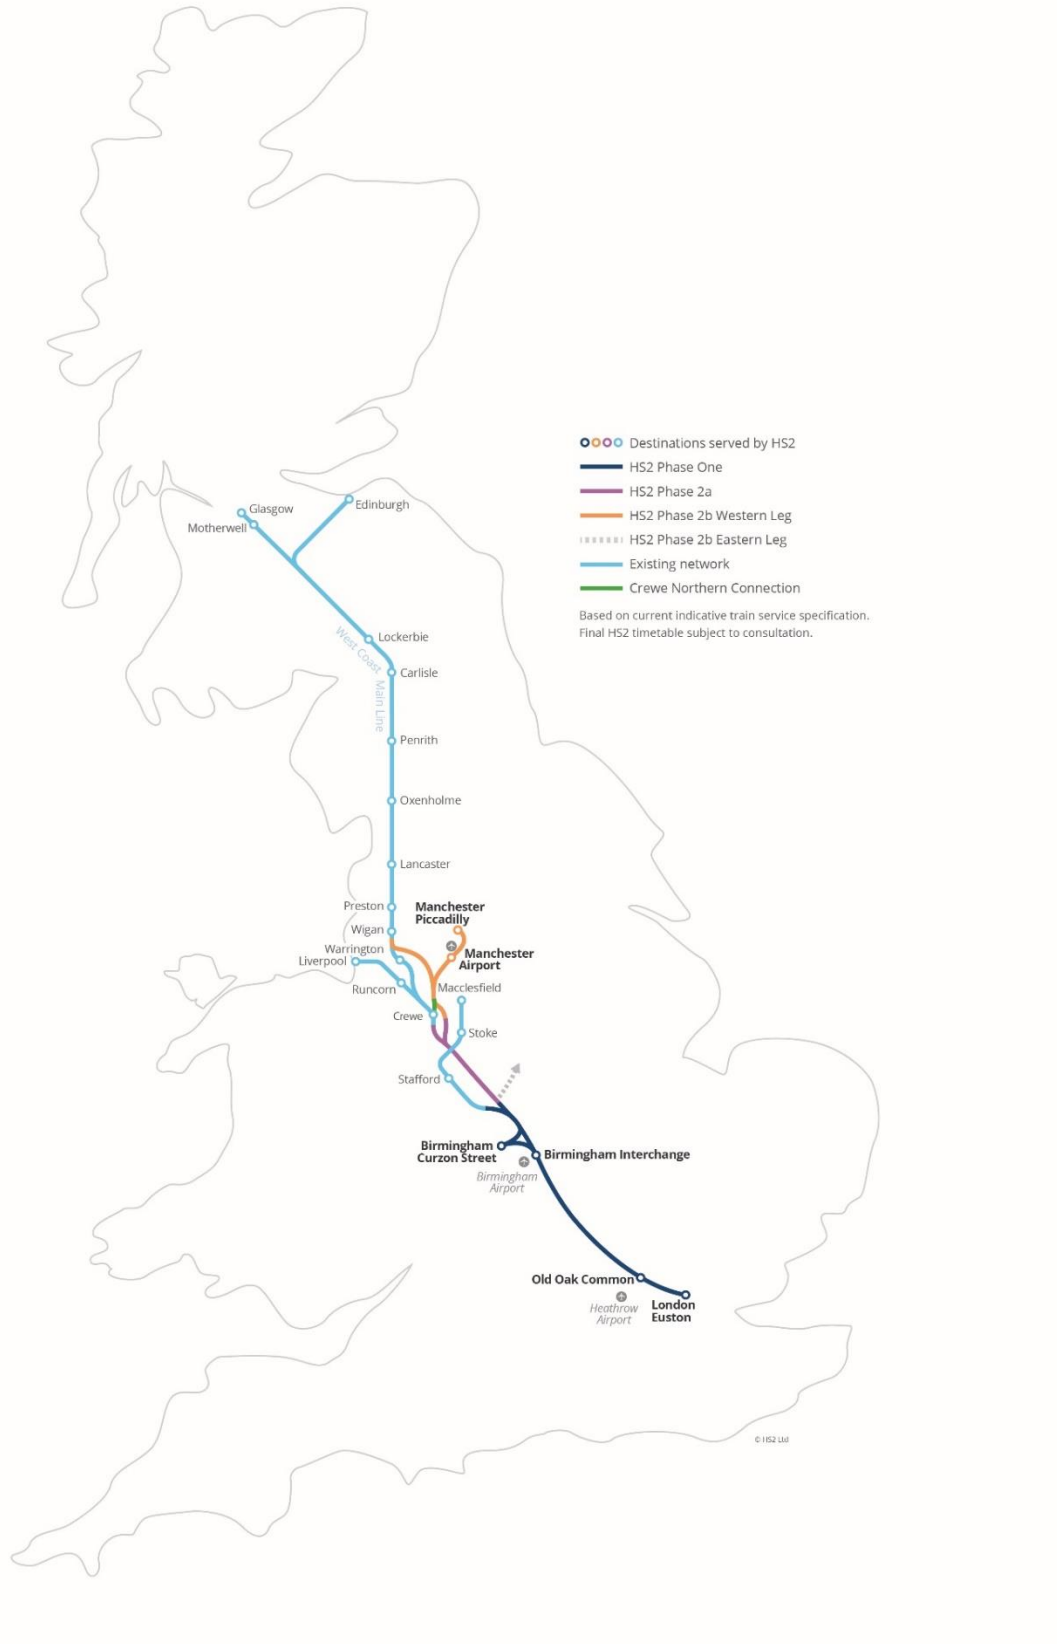 Destinations served by HS2
HS2 Phase One
HS2 Phase 2a
HS2 Phase 2b Western Leg
HS2 Phase 2b Eastern Leg
Existing network
Crewe Northern Connection
Based on current indicative train service specification.
Final HS2 timetable subject to consultation.
Glasgow
Edinburgh
Motherwell
Lockerbie
West Coast Main Line
Carlisle
Penrith
Oxenholme
Lancaster
Preston
Manchester
Piccadilly
Wigan
Warrington
Manchester
Airport
Liverpool
Runcorn
Macclesfield
Crewe
Stoke
Stafford
Birmingham
Curzon Street
Birmingham Interchange
Birmingham
Airport
Old Oak Common
Heathrow
Airport
London
Euston
© HS2 Ltd